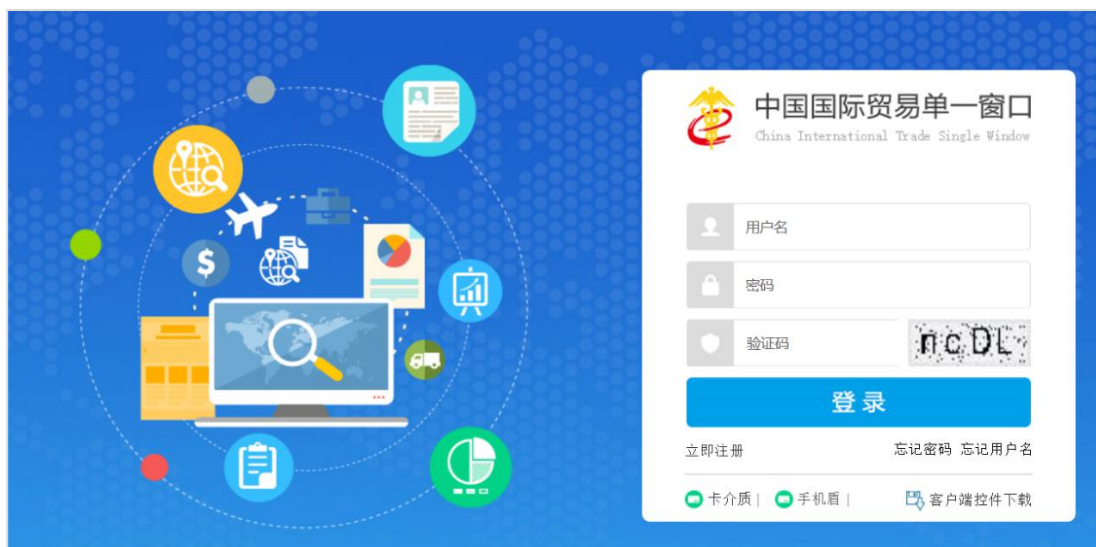 中国国际贸易单一窗口
China International Trade Single Window
用户名
密码
验证码 ncDL
登录
立即注册 忘记密码 忘记用户名
卡介质 | 手机盾 | 客户端控件下载
$